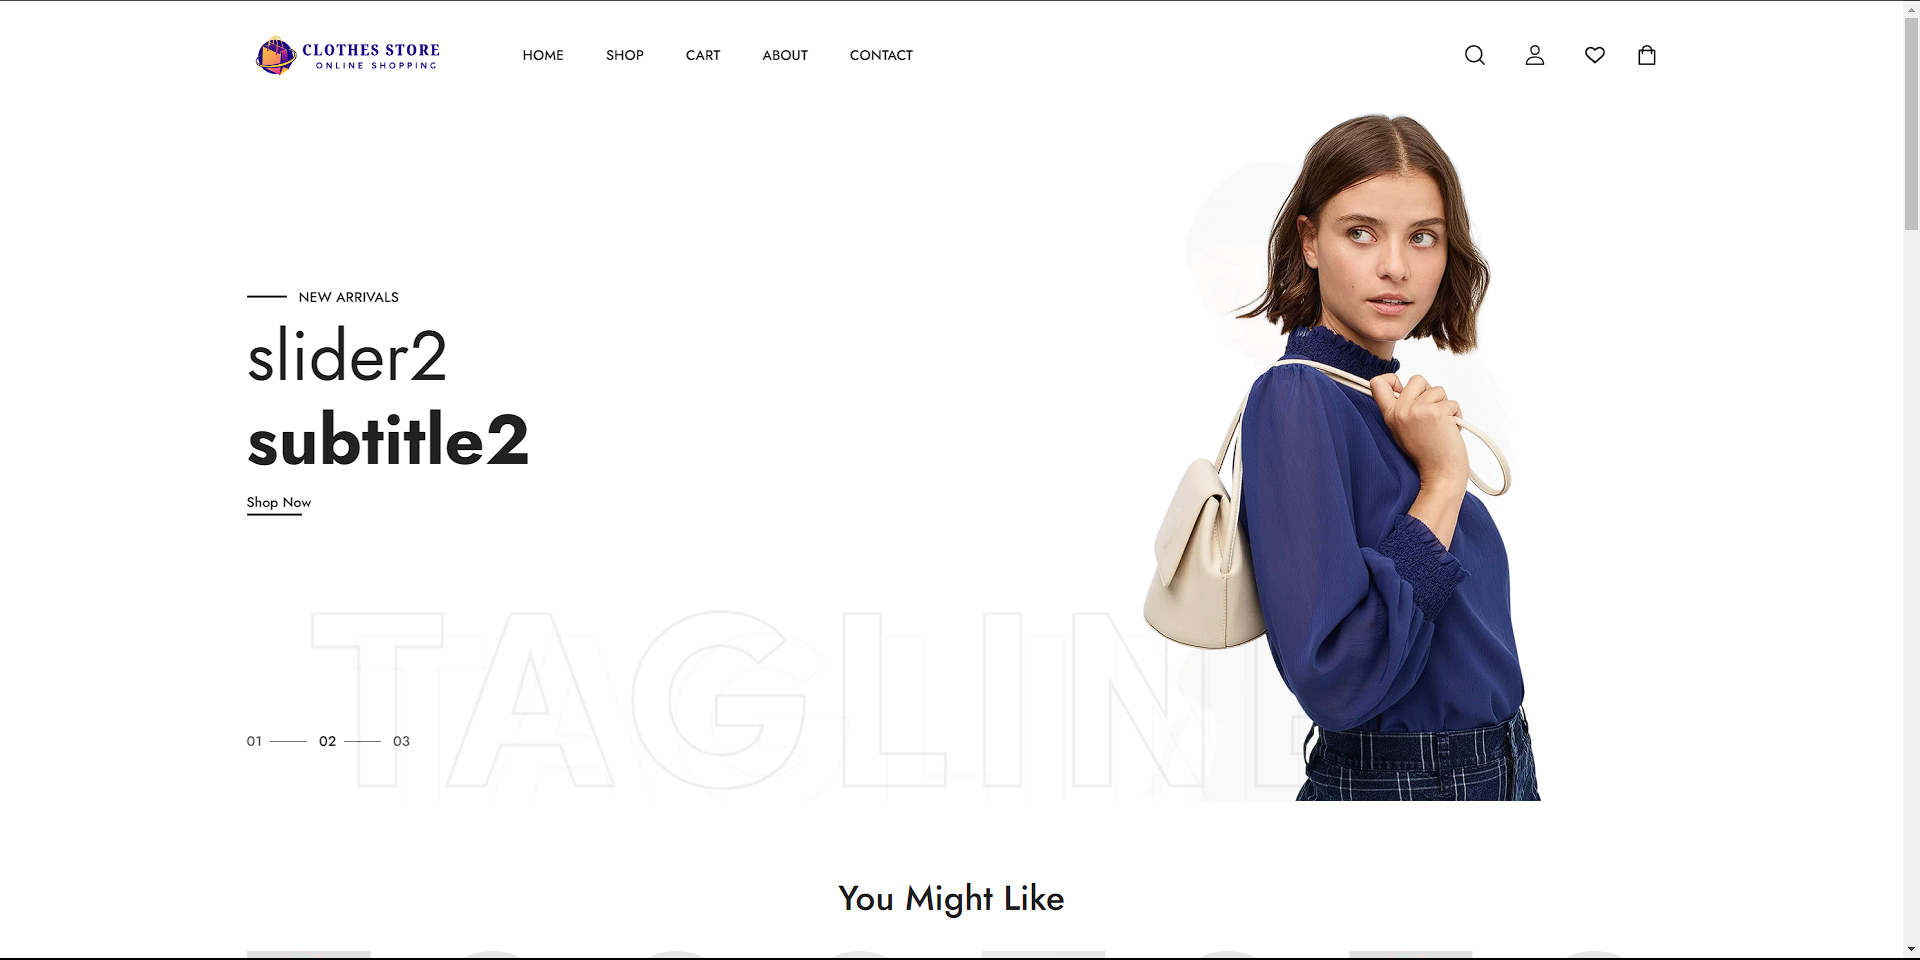 CLOTHES STORE
ONLINE SHOPPING
HOME SHOP CART ABOUT CONTACT
NEW ARRIVALS
slider2
subtitle2
Shop Now
TAGLINE
01 02 03
You Might Like